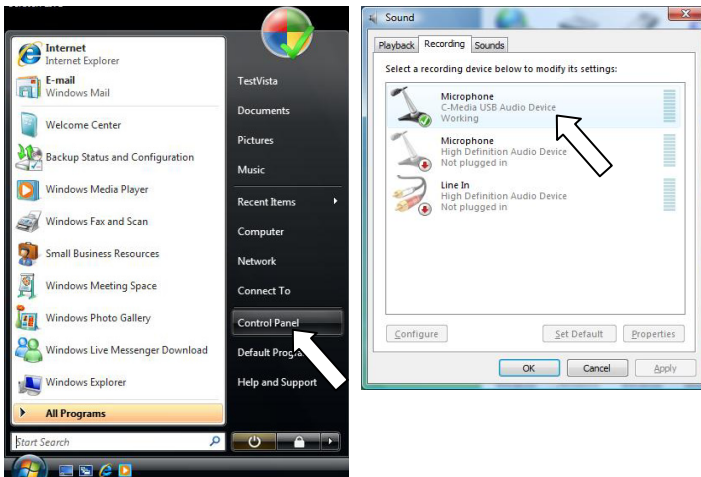 Internet
Internet Explorer
E-mail
Windows Mail
Welcome Center
Backup Status and Configuration
Windows Media Player
Windows Fax and Scan
Small Business Resources
Windows Meeting Space
Windows Photo Gallery
Windows Live Messenger Download
Windows Explorer
All Programs
Start Search
TestVista
Documents
Pictures
Music
Recent Items
Computer
Network
Connect To
Control Panel
Default
Help and Support
Sound
Playback Recording Sounds
Select a recording device below to modify its settings:
Microphone
C-Media USB Audio Device
Working
Microphone
High Definition Audio Device
Not plugged in
Line In
High Definition Audio Device
Not plugged in
Configure Set Default Properties
OK Cancel Apply